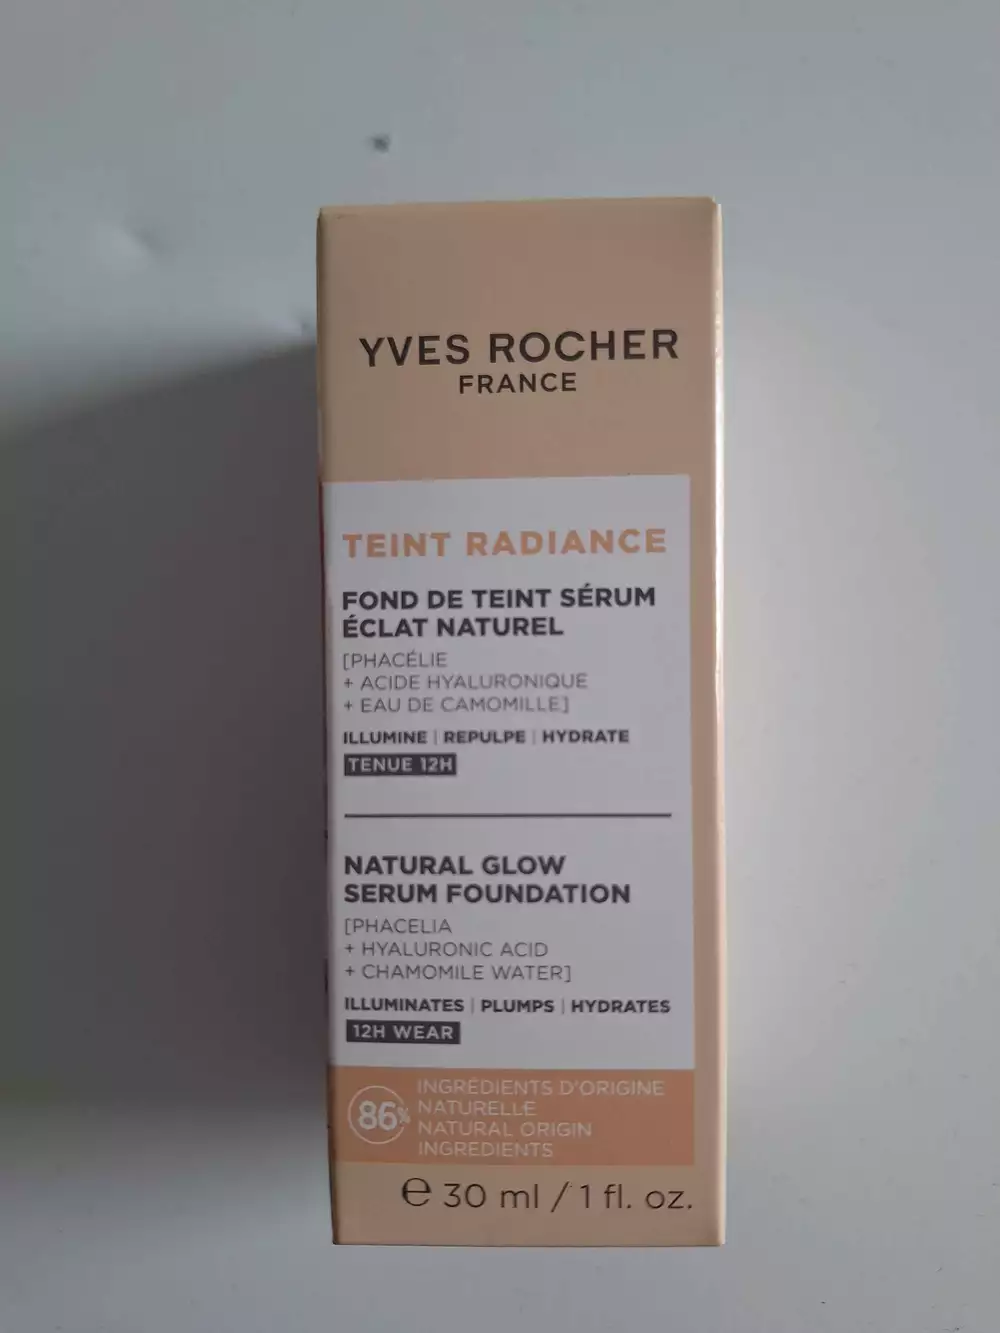 YVES ROCHER
FRANCE
TEINT RADIANCE
FOND DE TEINT SÉRUM
ÉCLAT NATUREL
[PHACÉLIE
+ ACIDE HYALURONIQUE
+ EAU DE CAMOMILLE]
ILLUMINE | REPULPE | HYDRATE
TENUE 12H
NATURAL GLOW
SERUM FOUNDATION
[PHACELIA
+ HYALURONIC ACID
+ CHAMOMILE WATER]
ILLUMINATES | PLUMPS | HYDRATES
12H WEAR
86%
INGRÉDIENTS D'ORIGINE
NATURELLE
NATURAL ORIGIN
INGREDIENTS
℮ 30 ml / 1 fl. oz.